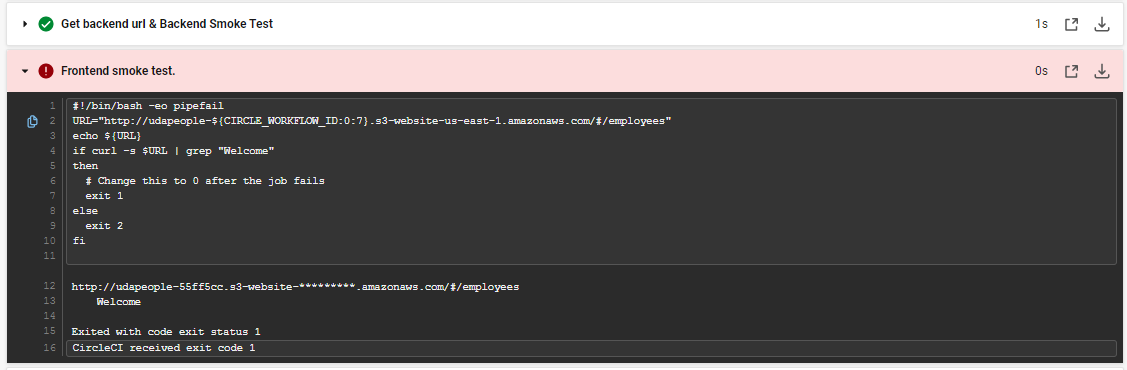 Get backend url & Backend Smoke Test 1s
Frontend smoke test. 0s
1 #!/bin/bash -eo pipefail
2 URL="http://udapeople-${CIRCLE_WORKFLOW_ID:0:7}.s3-website-us-east-1.amazonaws.com/#/employees"
3 echo ${URL}
4 if curl -s $URL | grep "Welcome"
5 then
6   # Change this to 0 after the job fails
7   exit 1
8 else
9   exit 2
10 fi
11
12 http://udapeople-55ff5cc.s3-website-*********.amazonaws.com/#/employees
13     Welcome
14
15 Exited with code exit status 1
16 CircleCI received exit code 1